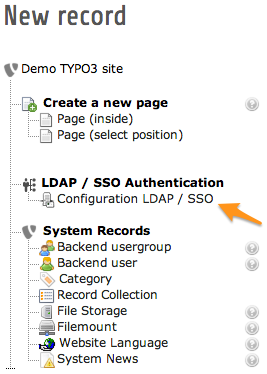 New record
Demo TYPO3 site
Create a new page
Page (inside)
Page (select position)
LDAP / SSO Authentication
Configuration LDAP / SSO
System Records
Backend usergroup
Backend user
Category
Record Collection
File Storage
Filemount
Website Language
System News